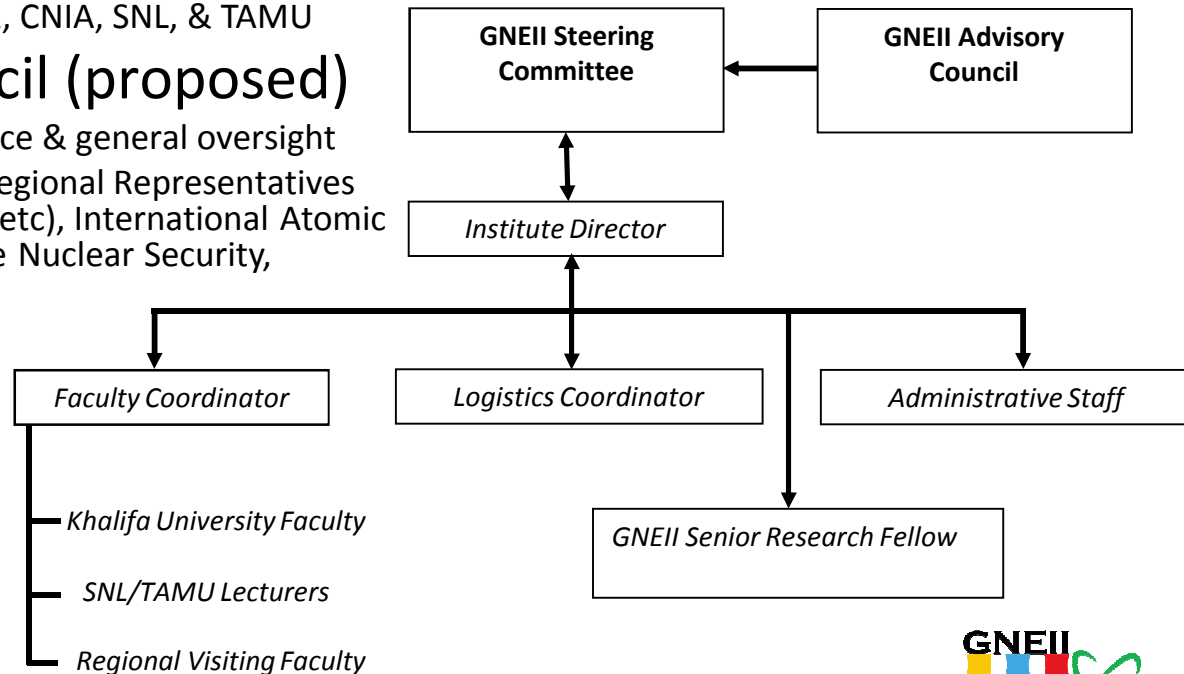 , CNIA, SNL, & TAMU
cil (proposed)
ce & general oversight
egional Representatives
etc), International Atomic
e Nuclear Security,
GNEII Steering
Committee
GNEII Advisory
Council
Institute Director
Faculty Coordinator
Logistics Coordinator
Administrative Staff
Khalifa University Faculty
SNL/TAMU Lecturers
Regional Visiting Faculty
GNEII Senior Research Fellow
GNEII